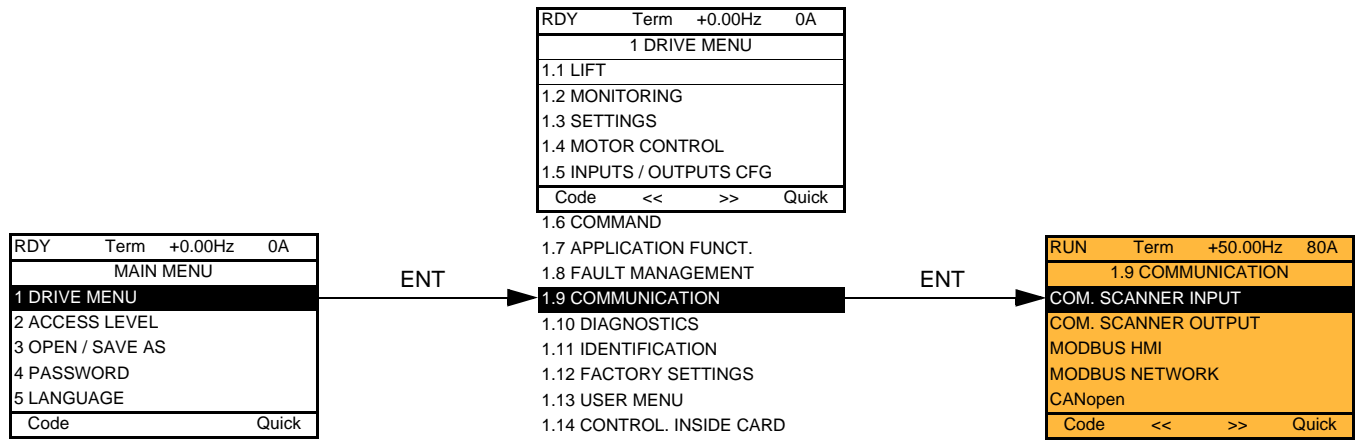 RDY Term +0.00Hz 0A
MAIN MENU
1 DRIVE MENU
2 ACCESS LEVEL
3 OPEN / SAVE AS
4 PASSWORD
5 LANGUAGE
Code Quick
ENT
RDY Term +0.00Hz 0A
1 DRIVE MENU
1.1 LIFT
1.2 MONITORING
1.3 SETTINGS
1.4 MOTOR CONTROL
1.5 INPUTS / OUTPUTS CFG
Code << >> Quick
1.6 COMMAND
1.7 APPLICATION FUNCT.
1.8 FAULT MANAGEMENT
1.9 COMMUNICATION
1.10 DIAGNOSTICS
1.11 IDENTIFICATION
1.12 FACTORY SETTINGS
1.13 USER MENU
1.14 CONTROL. INSIDE CARD
ENT
RUN Term +50.00Hz 80A
1.9 COMMUNICATION
COM. SCANNER INPUT
COM. SCANNER OUTPUT
MODBUS HMI
MODBUS NETWORK
CANopen
Code << >> Quick